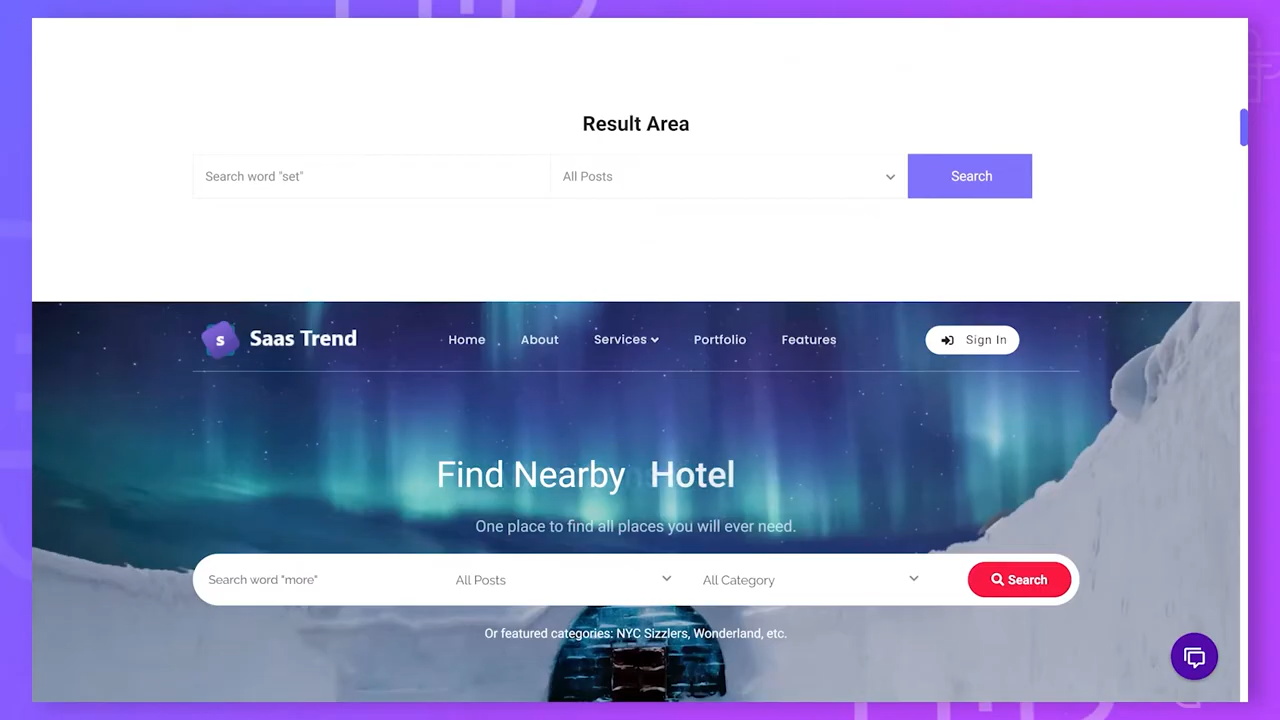 Result Area
Search word "set" All Posts Search
s Saas Trend Home About Services Portfolio Features Sign In
Find Nearby Hotel
One place to find all places you will ever need.
Search word "more" All Posts All Category Search
Or featured categories: NYC Sizzlers, Wonderland, etc.